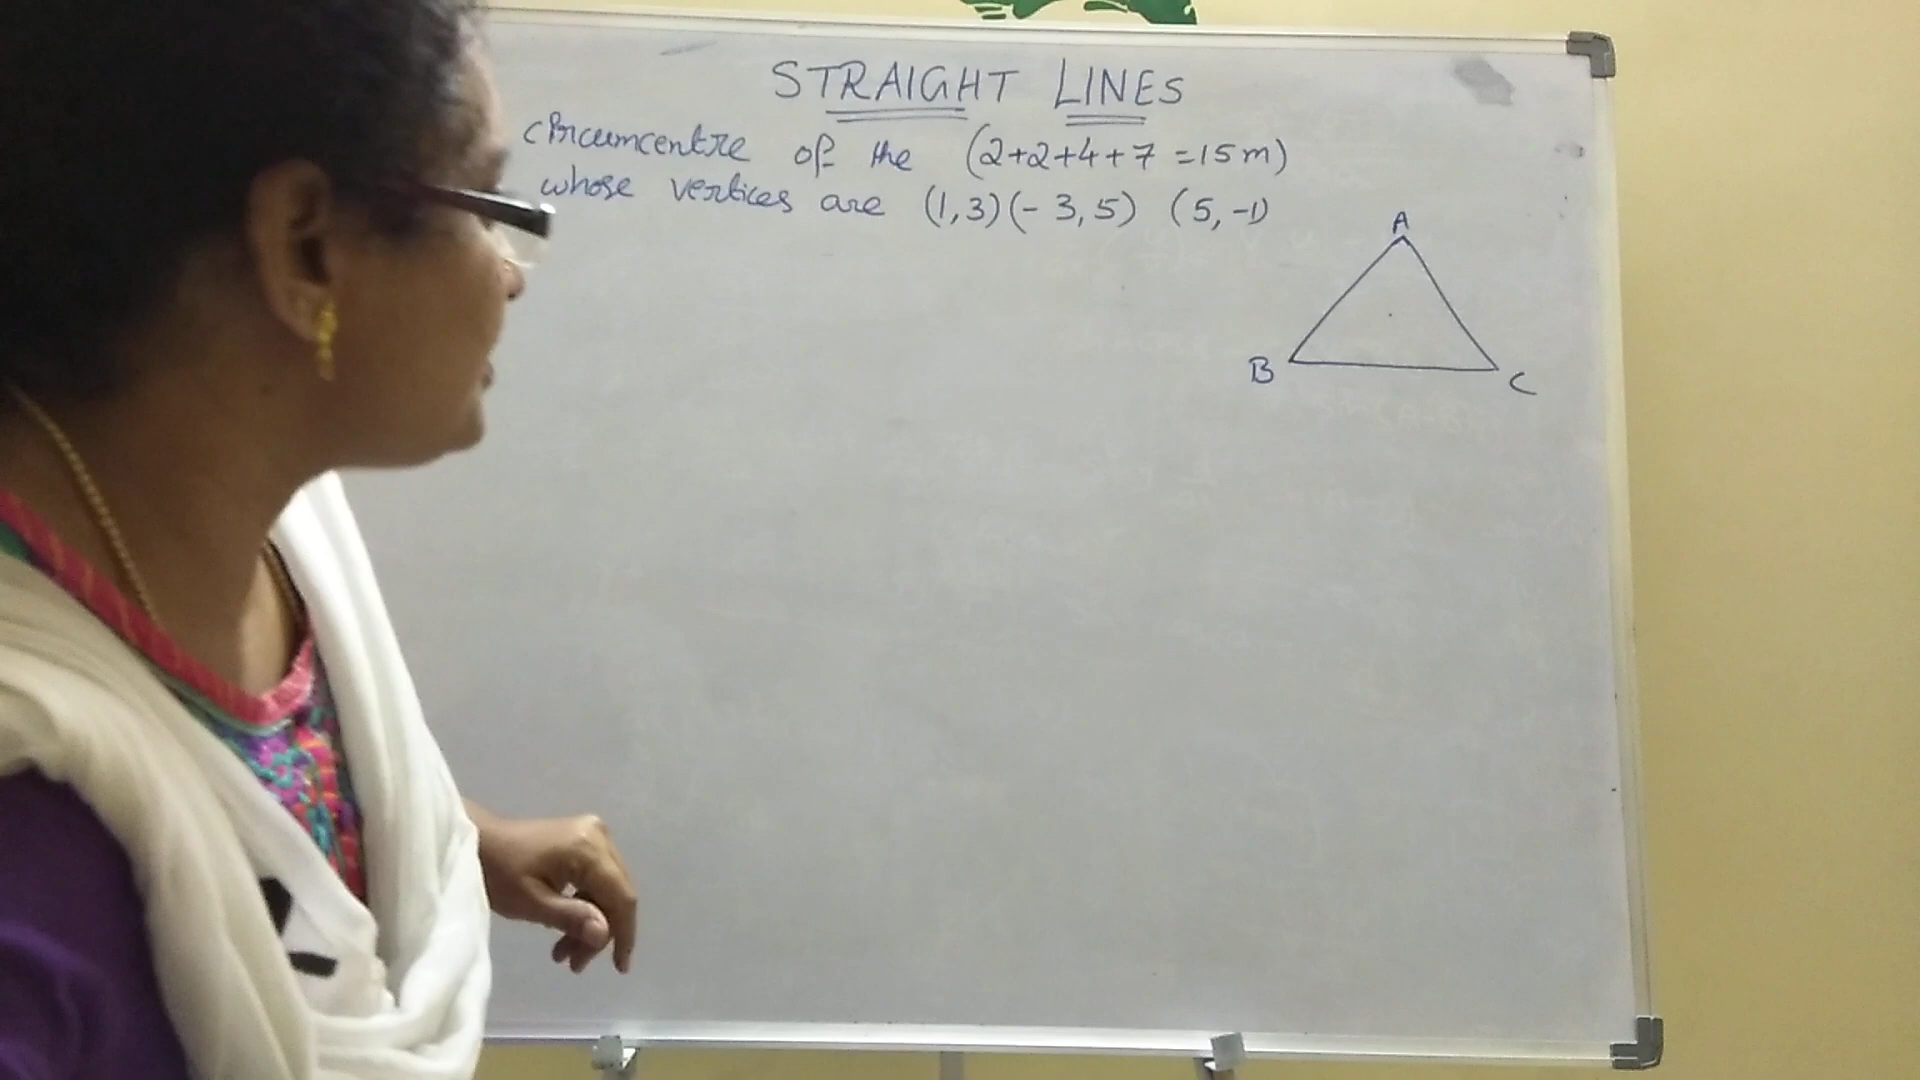 STRAIGHT LINES
circumcentre of the (2+2+4+7 =15m)
whose vertices are (1,3)(-3,5) (5,-1)
A
B
C